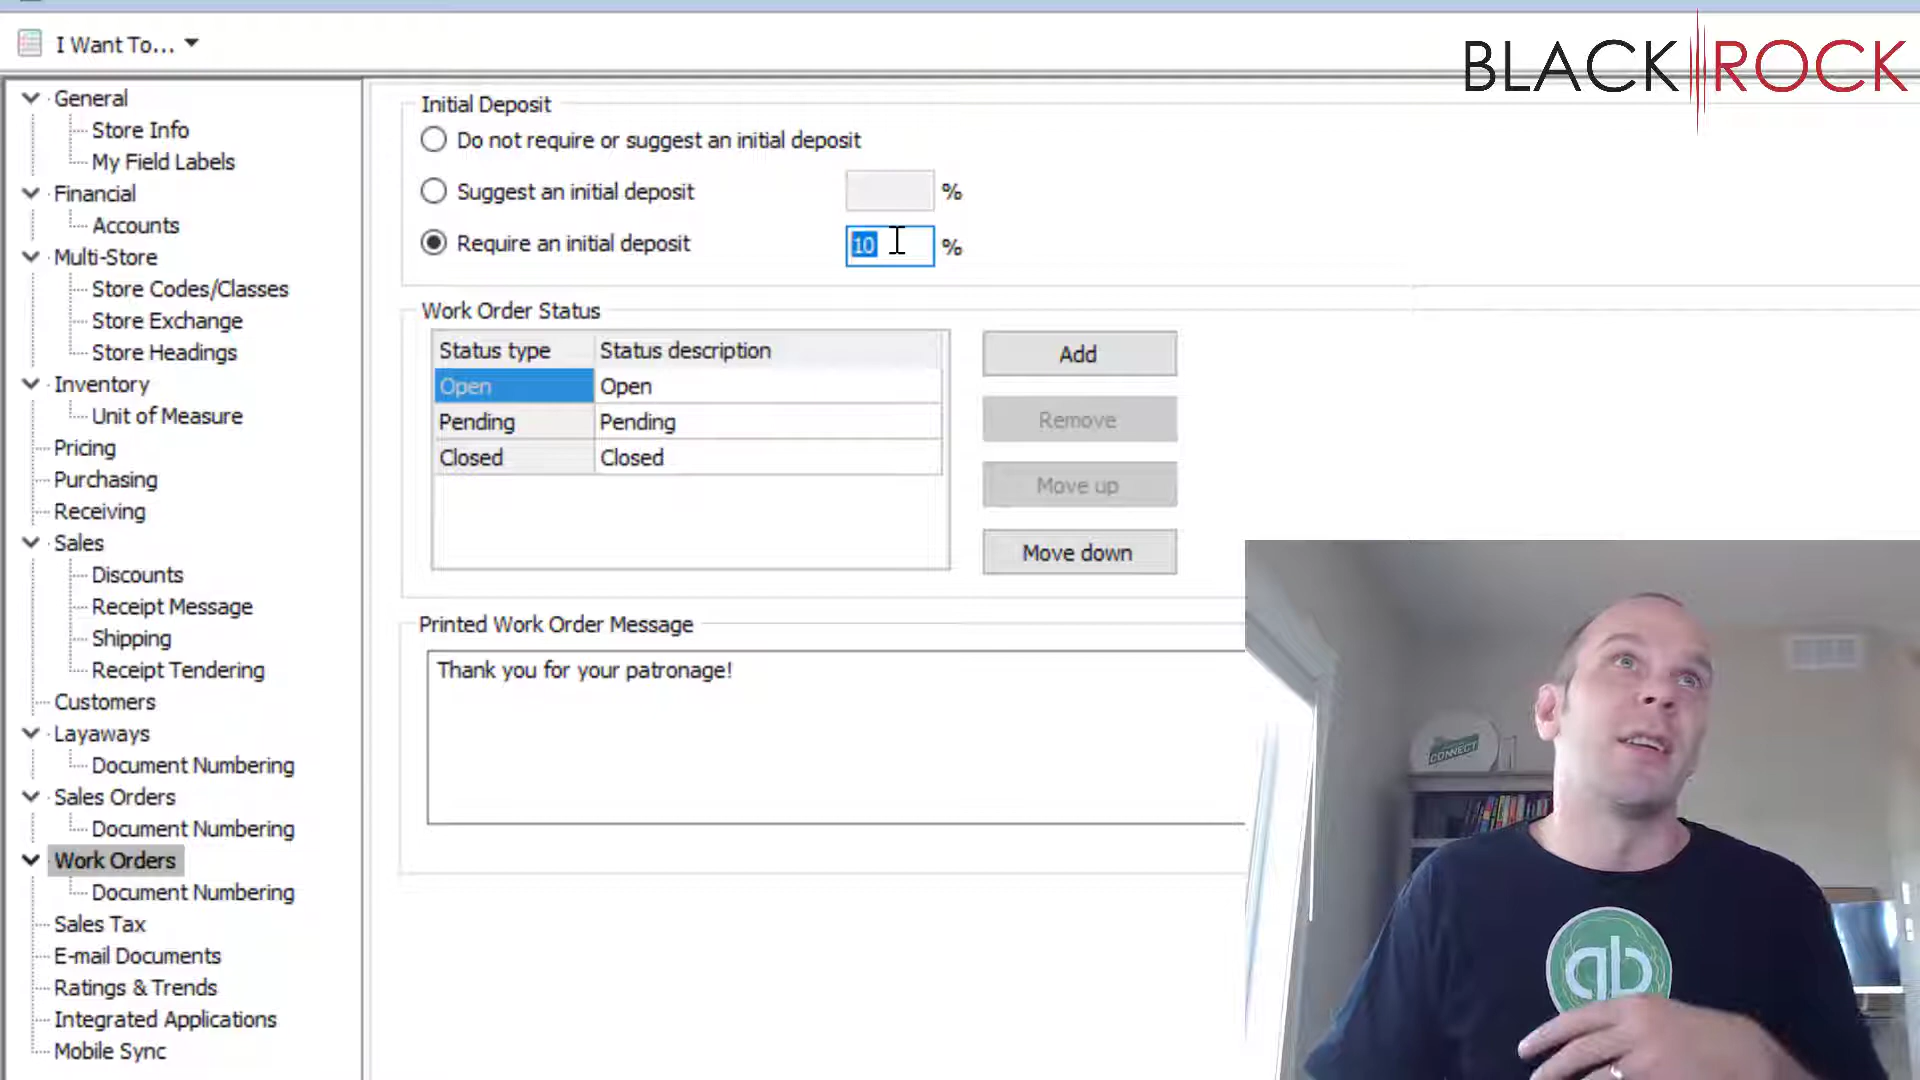 I Want To...
BLACK ROCK
General
Store Info
My Field Labels
Financial
Accounts
Multi-Store
Store Codes/Classes
Store Exchange
Store Headings
Inventory
Unit of Measure
Pricing
Purchasing
Receiving
Sales
Discounts
Receipt Message
Shipping
Receipt Tendering
Customers
Layaways
Document Numbering
Sales Orders
Document Numbering
Work Orders
Document Numbering
Sales Tax
E-mail Documents
Ratings & Trends
Integrated Applications
Mobile Sync
Initial Deposit
Do not require or suggest an initial deposit
Suggest an initial deposit %
Require an initial deposit 10 %
Work Order Status
Status type Status description
Open Open
Pending Pending
Closed Closed
Add
Remove
Move up
Move down
Printed Work Order Message
Thank you for your patronage!
CONNECT
qb